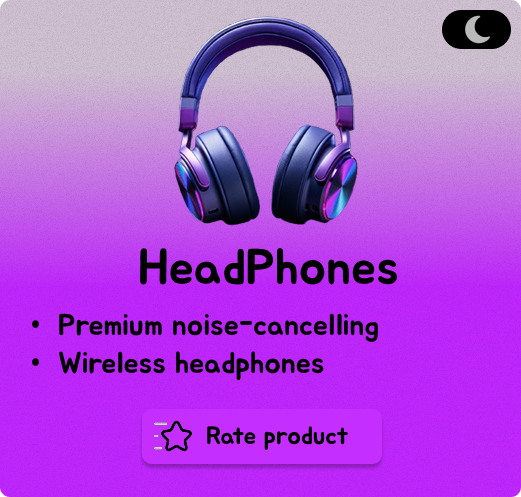 HeadPhones
• Premium noise-cancelling
• Wireless headphones
Rate product